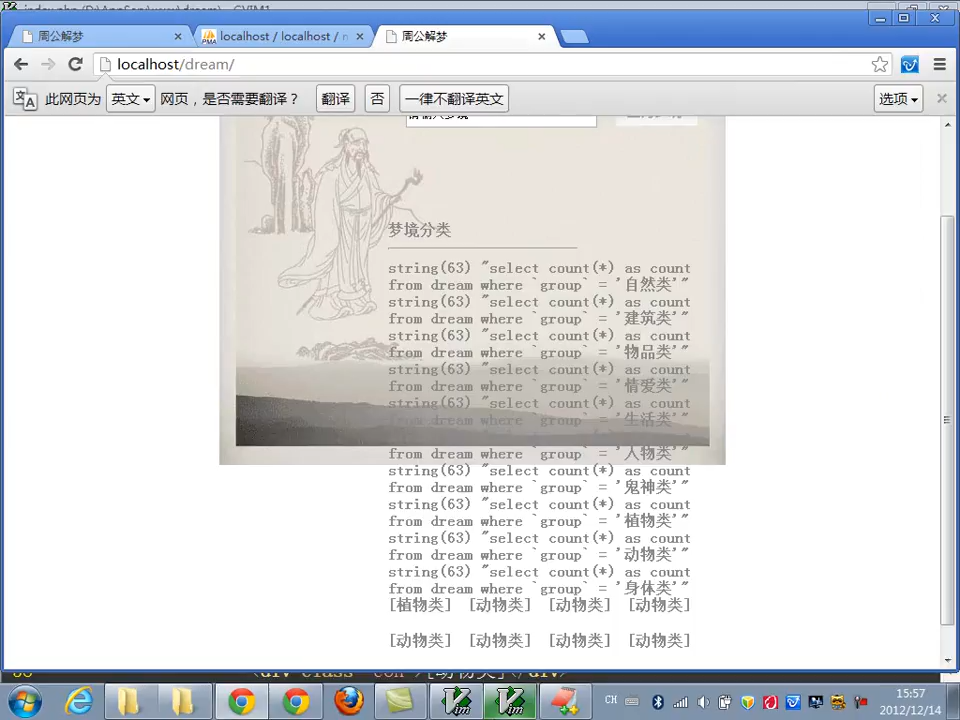 周公解梦
localhost / localhost / n
周公解梦
localhost/dream/
此网页为 英文 网页，是否需要翻译？ 翻译 否 一律不翻译英文 选项
梦境分类
string(63) "select count(*) as count
from dream where `group` = '自然类'"
string(63) "select count(*) as count
from dream where `group` = '建筑类'"
string(63) "select count(*) as count
from dream where `group` = '物品类'"
string(63) "select count(*) as count
from dream where `group` = '情爱类'"
string(63) "select count(*) as count
from dream where `group` = '生活类'"
from dream where `group` = '人物类'"
string(63) "select count(*) as count
from dream where `group` = '鬼神类'"
string(63) "select count(*) as count
from dream where `group` = '植物类'"
string(63) "select count(*) as count
from dream where `group` = '动物类'"
string(63) "select count(*) as count
from dream where `group` = '身体类'"
[植物类] [动物类] [动物类] [动物类]
[动物类] [动物类] [动物类] [动物类]
CH
15:57
2012/12/14